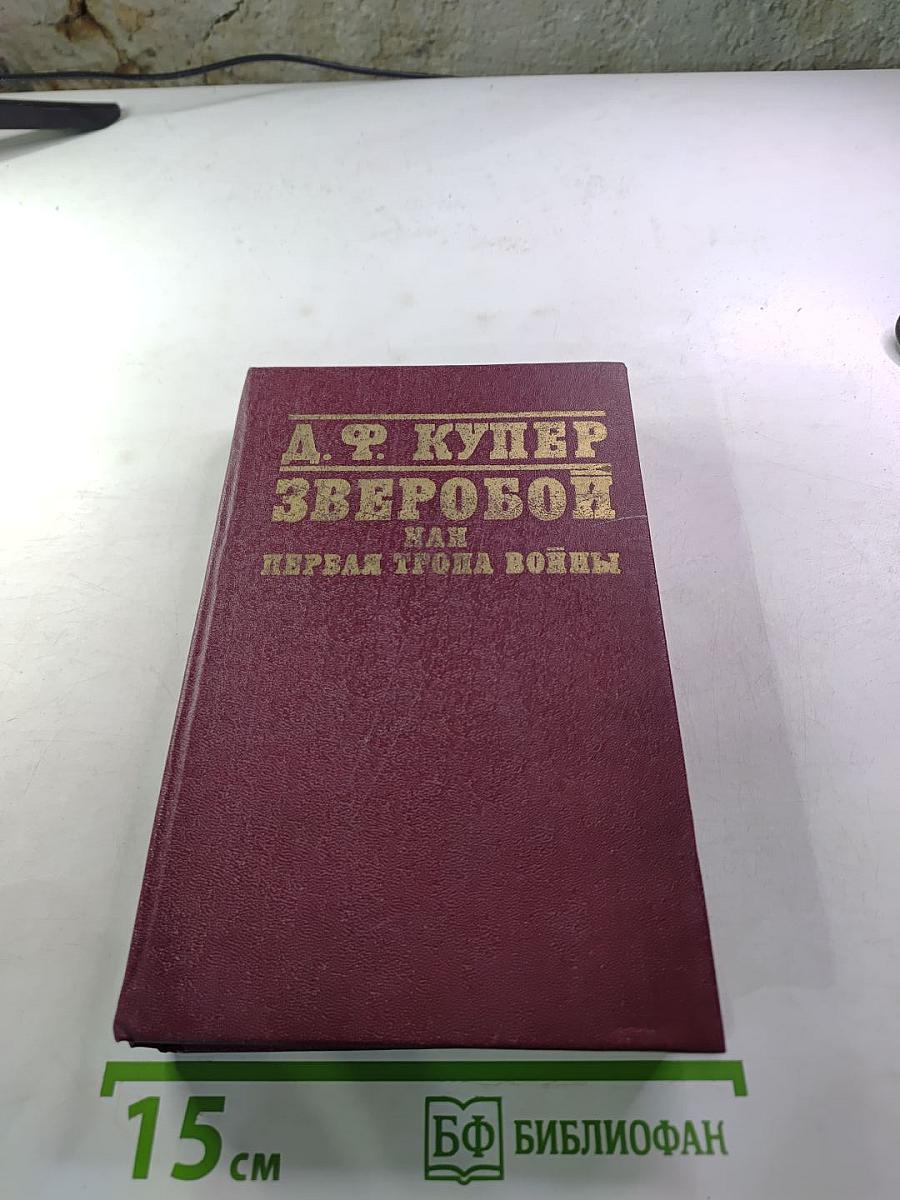 Д. Ф. КУПЕР
ЗВЕРОБОЙ
ИЛИ
ПЕРВАЯ ТРОПА ВОЙНЫ
15 см
БФ БИБЛИОФАН